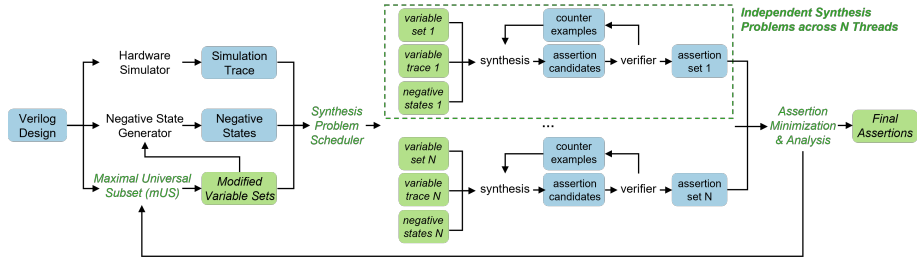 Independent Synthesis
Problems across N Threads
Verilog
Design
Hardware
Simulator
Simulation
Trace
Negative State
Generator
Negative
States
Maximal Universal
Subset (mUS)
Modified
Variable Sets
Synthesis
Problem
Scheduler
variable
set 1
variable
trace 1
negative
states 1
synthesis
counter
examples
assertion
candidates
verifier
assertion
set 1
...
variable
set N
variable
trace N
negative
states N
synthesis
counter
examples
assertion
candidates
verifier
assertion
set N
Assertion
Minimization
& Analysis
Final
Assertions